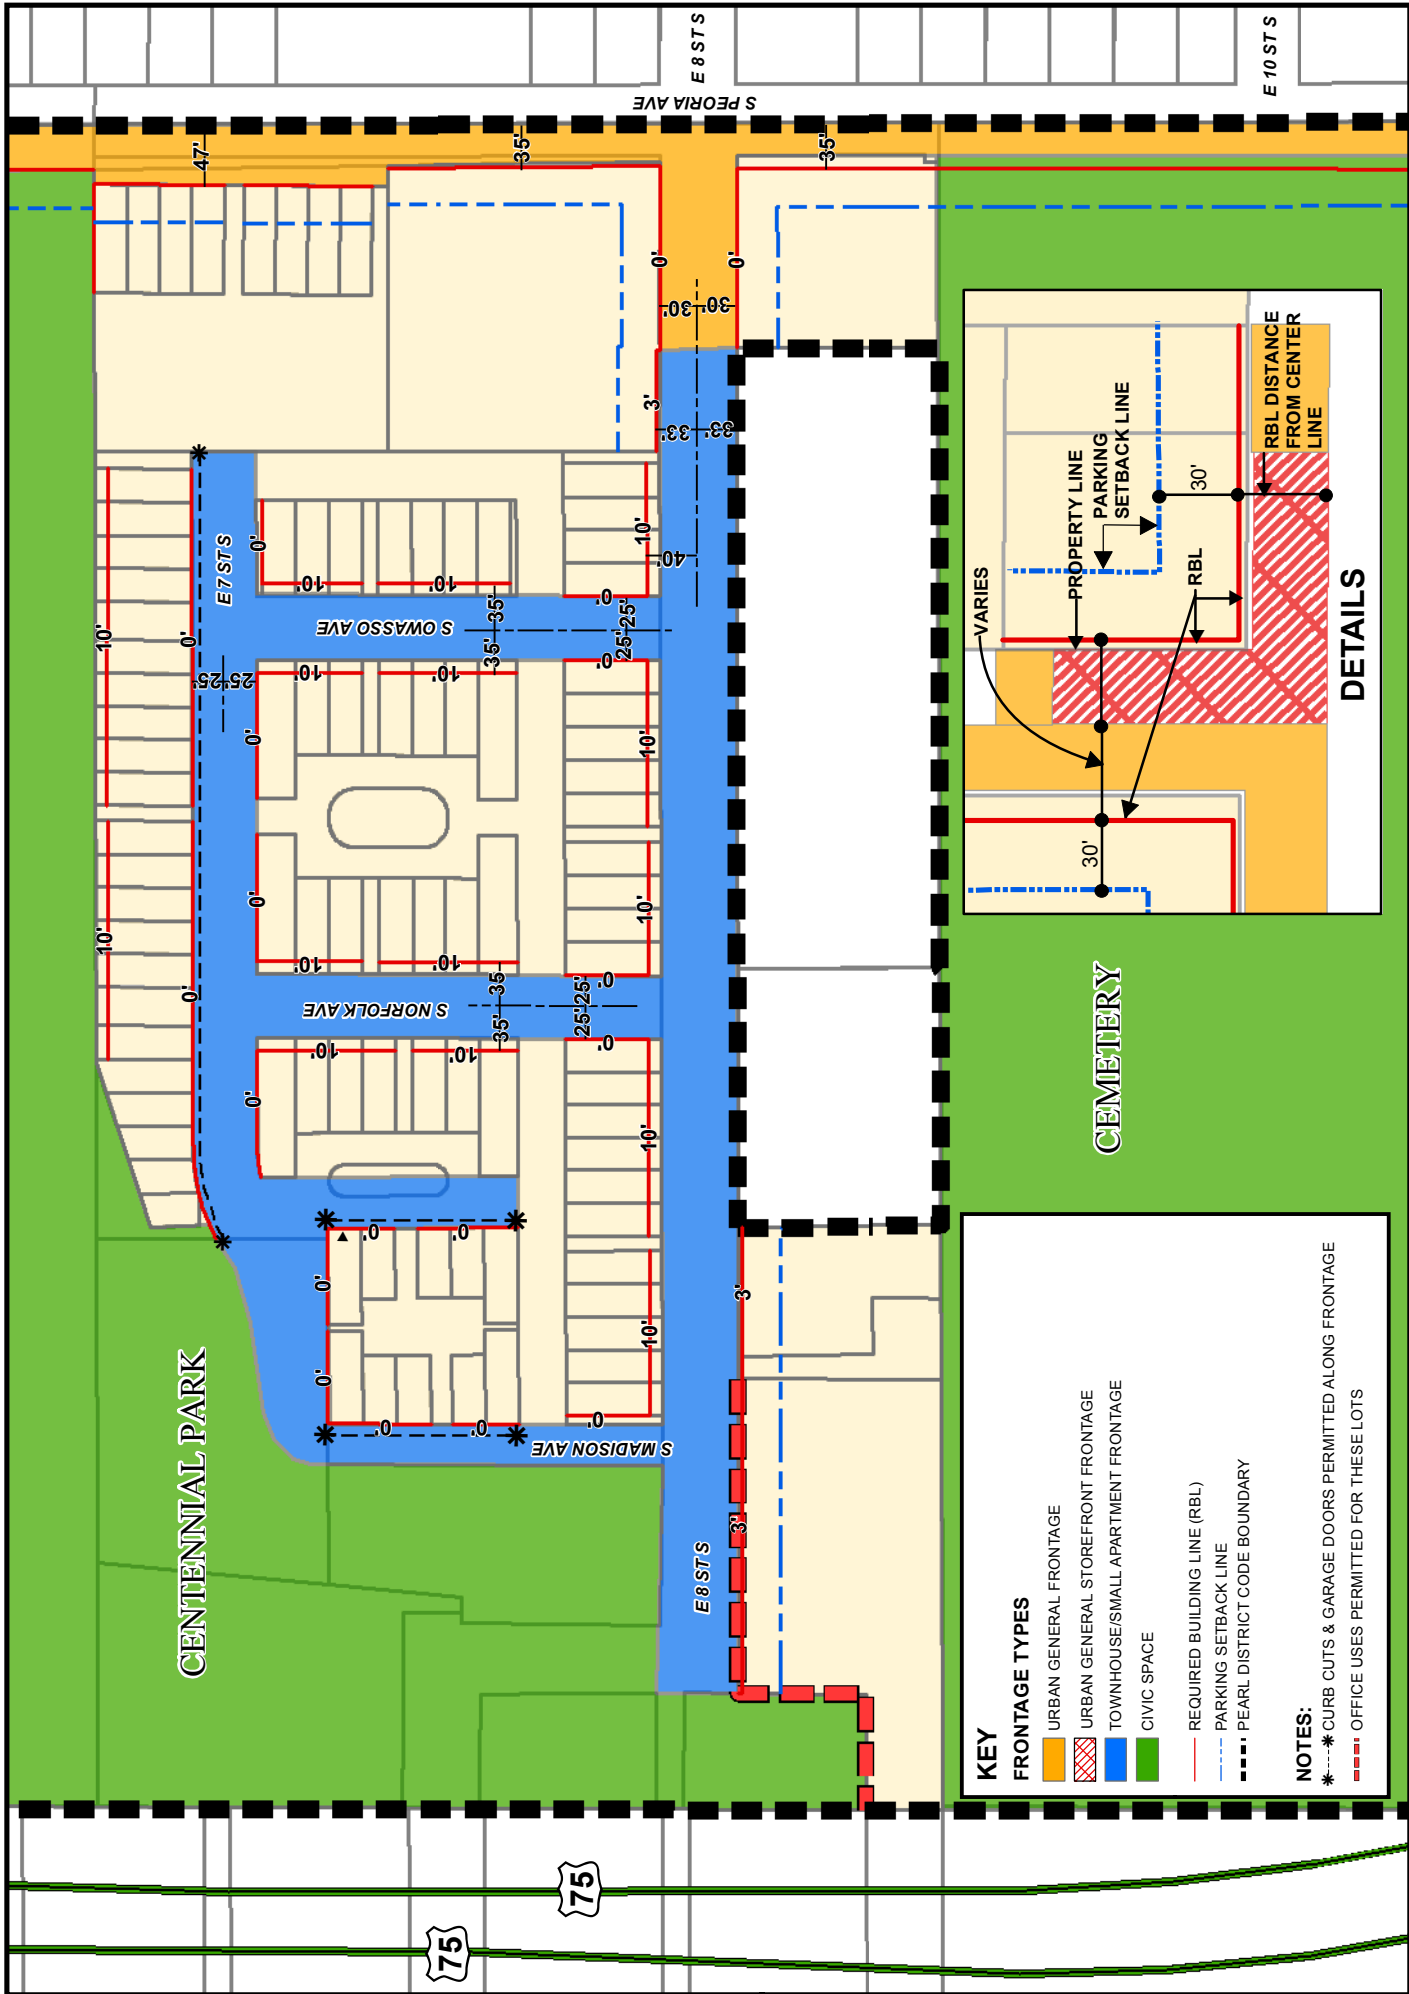 CENTENNIAL PARK
CEMETERY
E 7 ST S
E 8 ST S
E 8 ST S
E 10 ST S
S PEORIA AVE
S OWASSO AVE
S NORFOLK AVE
S MADISON AVE
75
75
10'
10'
0'
0'
25'
25'
0'
0'
0'
0'
10'
10'
10'
10'
10'
10'
10'
10'
35'
35'
35'
35
25'
25'
25'
25'
0'
0'
0'
0'
0'
0'
0'
0'
0'
0'
0'
10'
10'
10'
10'
10'
40'
47'
35'
35'
0'
0'
30'
30'
3'
33'
33'
3'
3'
DETAILS
VARIES
PROPERTY LINE
PARKING
SETBACK LINE
RBL
30'
30'
RBL DISTANCE
FROM CENTER
LINE
KEY
FRONTAGE TYPES
URBAN GENERAL FRONTAGE
URBAN GENERAL STOREFRONT FRONTAGE
TOWNHOUSE/SMALL APARTMENT FRONTAGE
CIVIC SPACE
REQUIRED BUILDING LINE (RBL)
PARKING SETBACK LINE
PEARL DISTRICT CODE BOUNDARY
NOTES:
CURB CUTS & GARAGE DOORS PERMITTED ALONG FRONTAGE
OFFICE USES PERMITTED FOR THESE LOTS